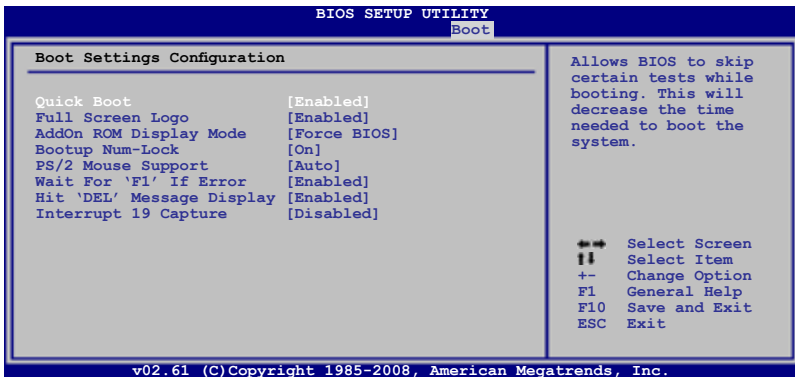 BIOS SETUP UTILITY
Boot
Boot Settings Configuration
Quick Boot [Enabled]
Full Screen Logo [Enabled]
AddOn ROM Display Mode [Force BIOS]
Bootup Num-Lock [On]
PS/2 Mouse Support [Auto]
Wait For ‘F1’ If Error [Enabled]
Hit ‘DEL’ Message Display [Enabled]
Interrupt 19 Capture [Disabled]
Allows BIOS to skip
certain tests while
booting. This will
decrease the time
needed to boot the
system.
←→ Select Screen
↑↓ Select Item
+- Change Option
F1 General Help
F10 Save and Exit
ESC Exit
v02.61 (C)Copyright 1985-2008, American Megatrends, Inc.